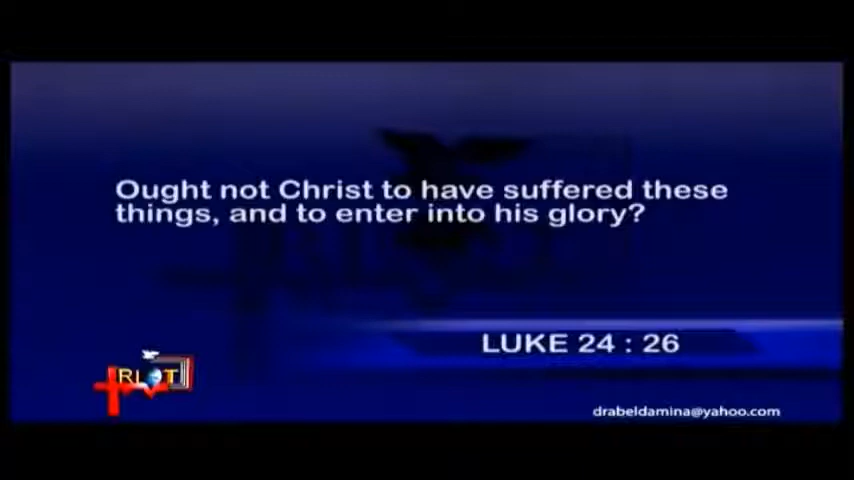 Ought not Christ to have suffered these
things, and to enter into his glory?
LUKE 24 : 26
RIOT
drabeldamina@yahoo.com